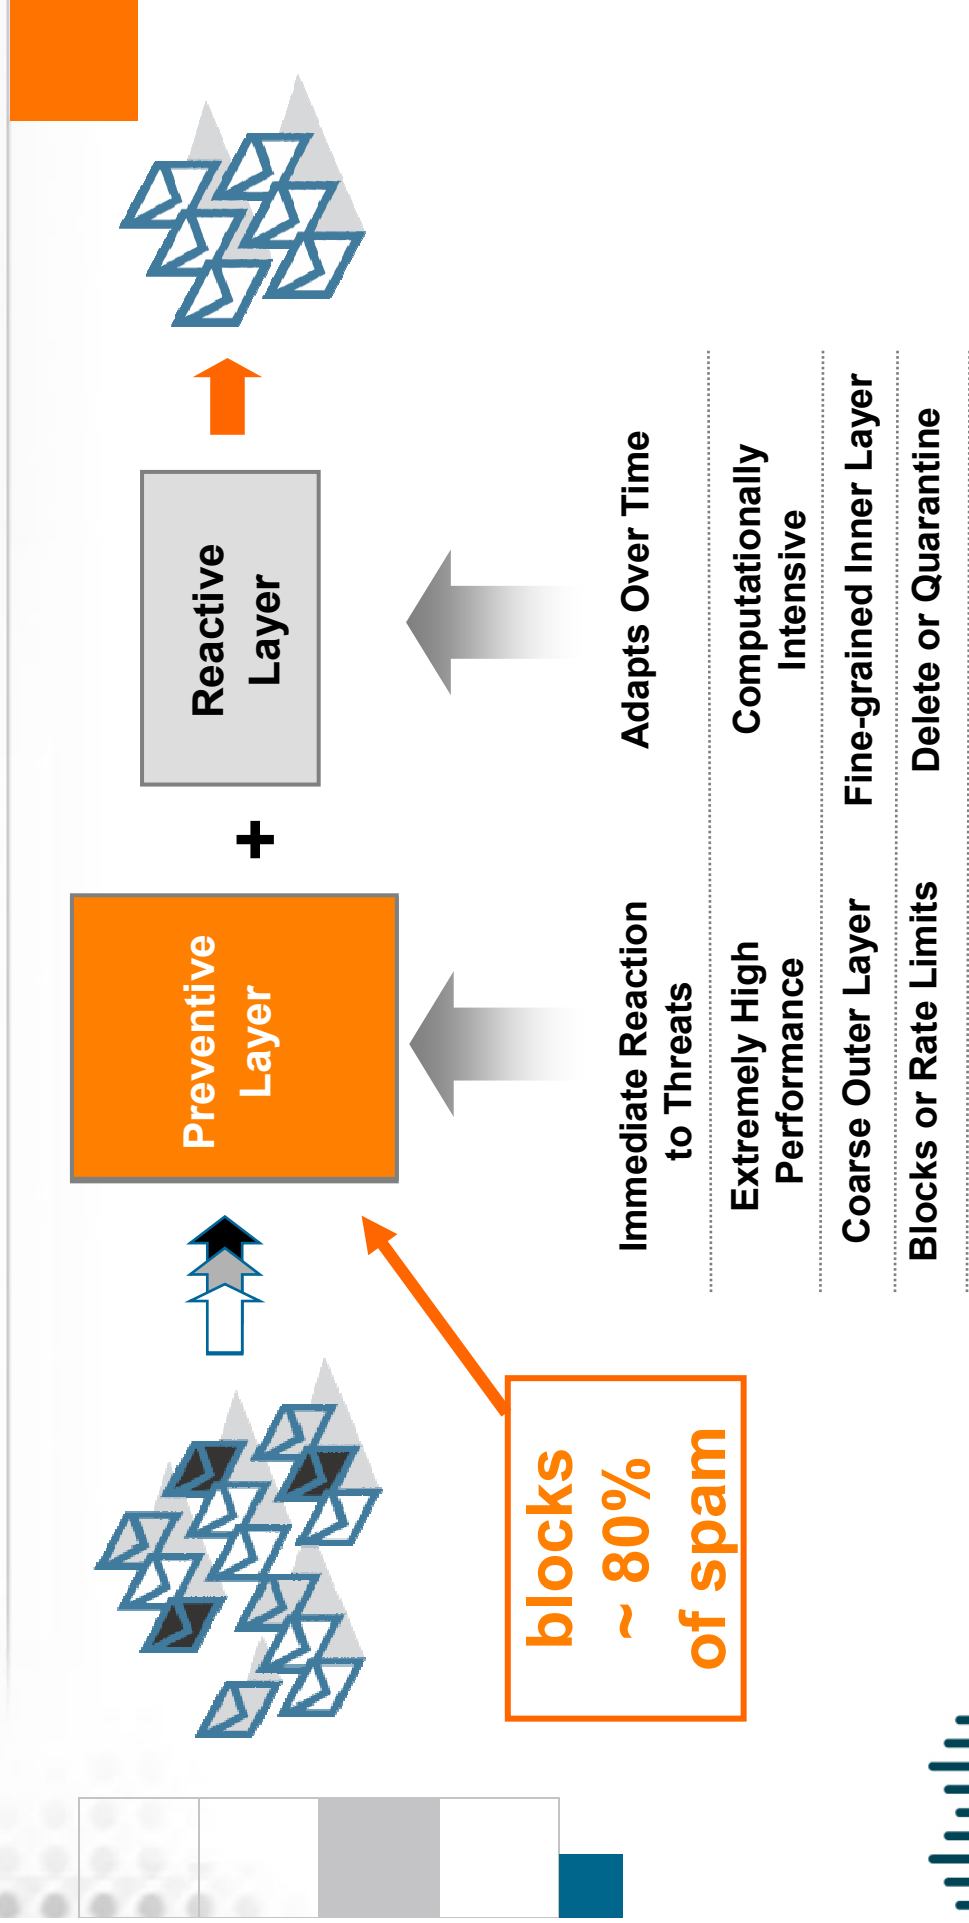 Preventive
Layer
+
Reactive
Layer
blocks
~ 80%
of spam
Immediate Reaction
to Threats
Adapts Over Time
Extremely High
Performance
Computationally
Intensive
Coarse Outer Layer
Fine-grained Inner Layer
Blocks or Rate Limits
Delete or Quarantine